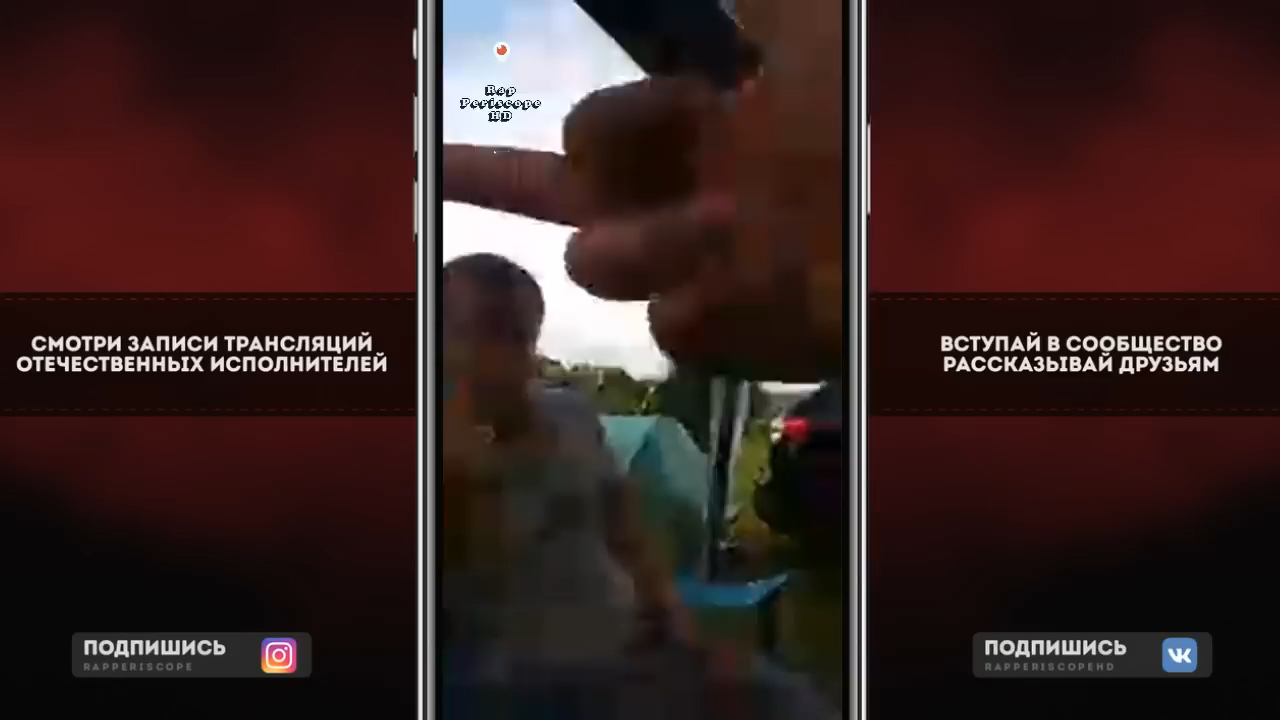 Rap
Periscope
HD
СМОТРИ ЗАПИСИ ТРАНСЛЯЦИЙ
ОТЕЧЕСТВЕННЫХ ИСПОЛНИТЕЛЕЙ
ВСТУПАЙ В СООБЩЕСТВО
РАССКАЗЫВАЙ ДРУЗЬЯМ
ПОДПИШИСЬ
RAPPERISCOPE
ПОДПИШИСЬ
RAPPERISCOPEHD